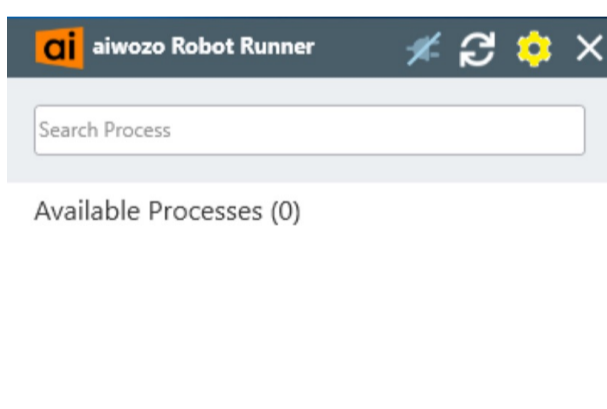 ai aiwozo Robot Runner
Search Process
Available Processes (0)